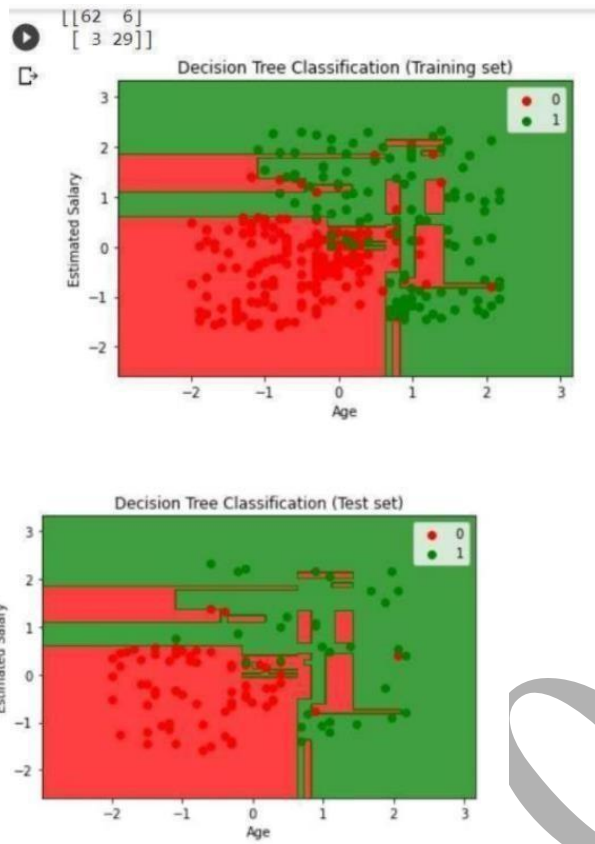 [[62 6]
[ 3 29]]
Decision Tree Classification (Training set)
0
1
3
2
1
0
−1
−2
Estimated Salary
−2 −1 0 1 2 3
Age
Decision Tree Classification (Test set)
0
1
3
2
1
0
−1
−2
Estimated Salary
−2 −1 0 1 2 3
Age